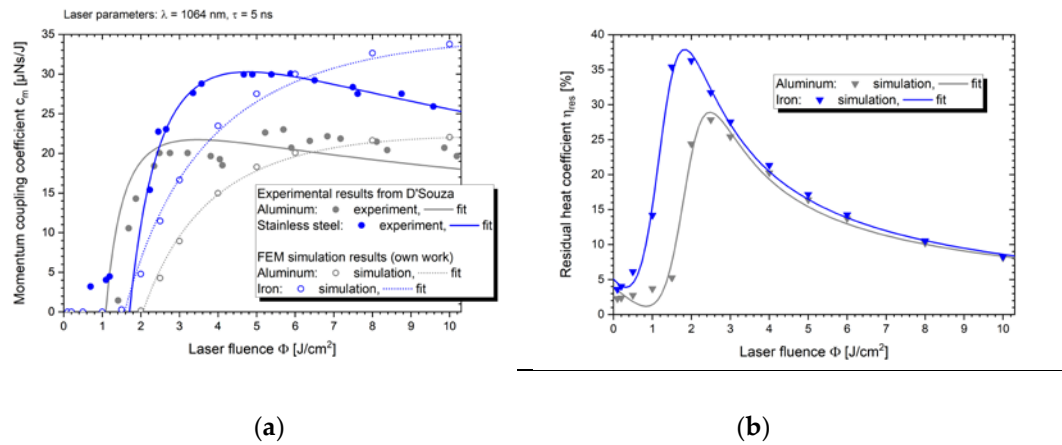 Laser parameters: λ = 1064 nm, τ = 5 ns
Momentum coupling coefficient cm [µNs/J]
35
30
25
20
15
10
5
0
Experimental results from D'Souza
Aluminum: experiment, fit
Stainless steel: experiment, fit
FEM simulation results (own work)
Aluminum: simulation, fit
Iron: simulation, fit
0 1 2 3 4 5 6 7 8 9 10
Laser fluence Φ [J/cm²]
(a)
Residual heat coefficient ηres [%]
40
35
30
25
20
15
10
5
0
Aluminum: simulation, fit
Iron: simulation, fit
0 1 2 3 4 5 6 7 8 9 10
Laser fluence Φ [J/cm²]
(b)